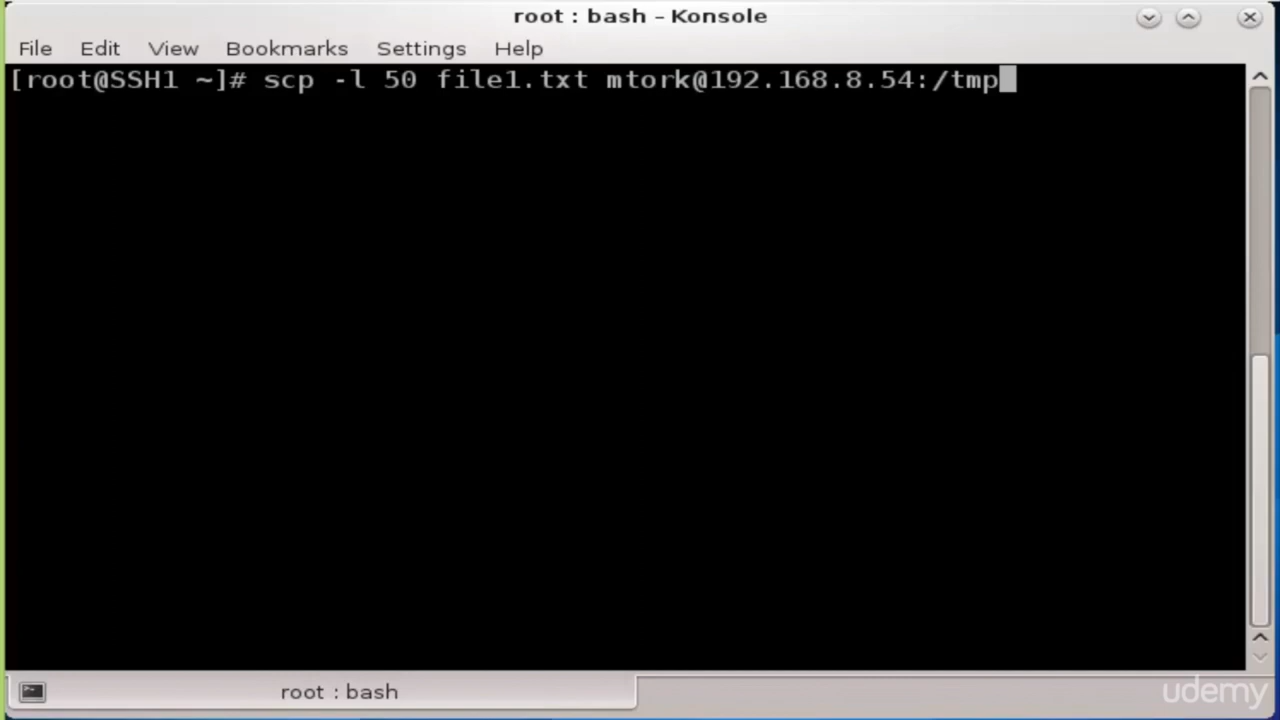 root : bash – Konsole
File Edit View Bookmarks Settings Help
[root@SSH1 ~]# scp -l 50 file1.txt mtork@192.168.8.54:/tmp
root : bash
udemy